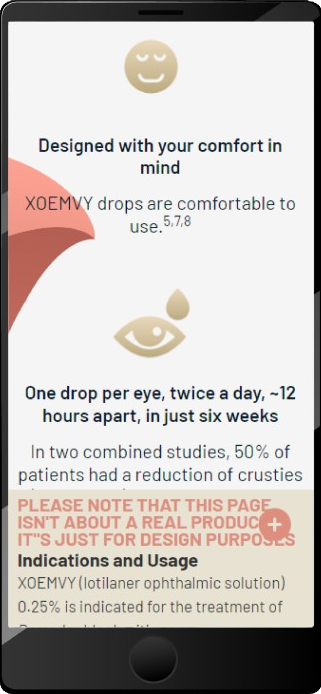 Designed with your comfort in
mind
XOEMVY drops are comfortable to
use.5,7,8
One drop per eye, twice a day, ~12
hours apart, in just six weeks
In two combined studies, 50% of
patients had a reduction of crusties
PLEASE NOTE THAT THIS PAGE
ISN'T ABOUT A REAL
IT"S JUST FOR DESIGN PURPOSES
Indications and Usage
XOEMVY (lotilaner ophthalmic solution)
0.25% is indicated for the treatment of